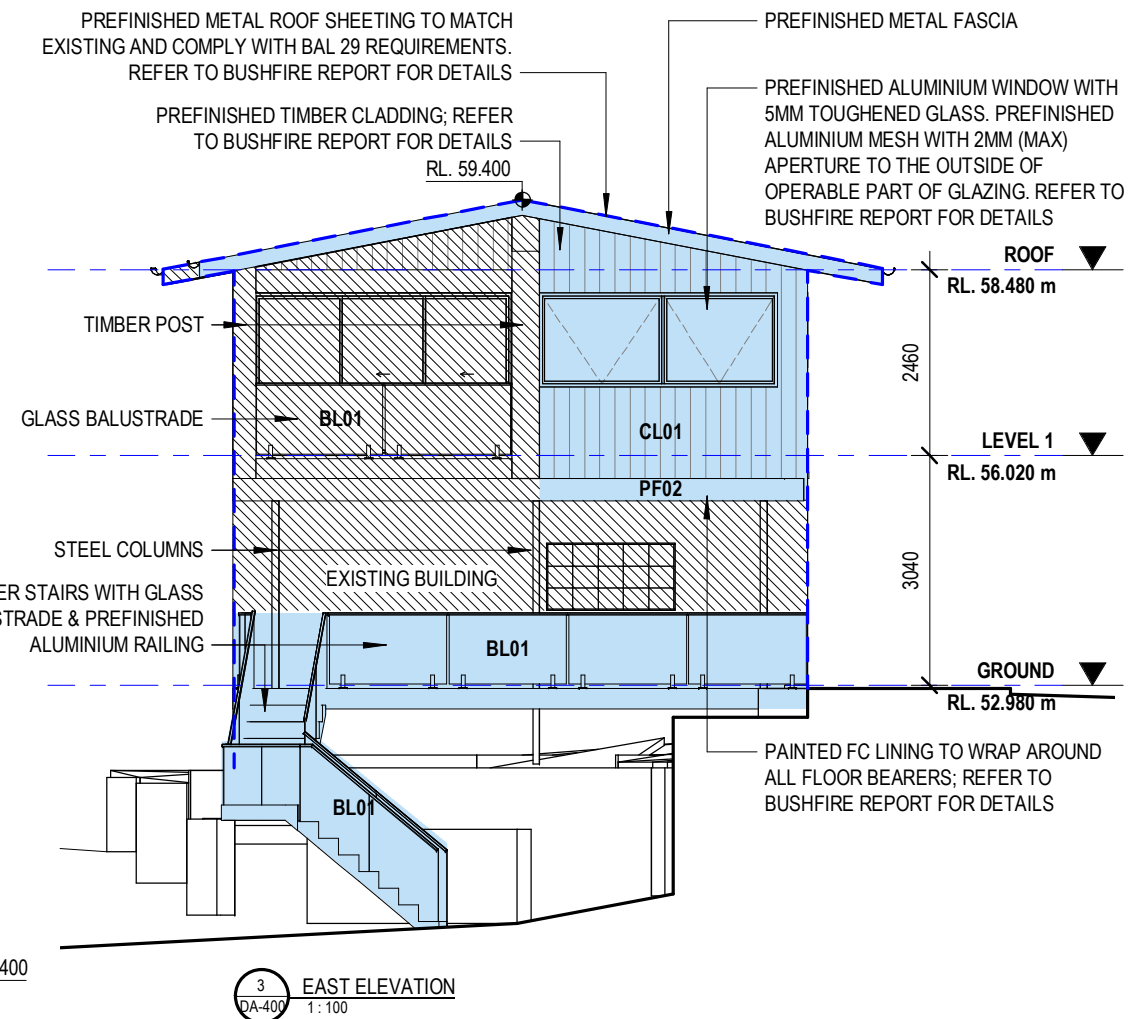 PREFINISHED METAL ROOF SHEETING TO MATCH
EXISTING AND COMPLY WITH BAL 29 REQUIREMENTS.
REFER TO BUSHFIRE REPORT FOR DETAILS
PREFINISHED TIMBER CLADDING; REFER
TO BUSHFIRE REPORT FOR DETAILS
RL. 59.400
PREFINISHED METAL FASCIA
PREFINISHED ALUMINIUM WINDOW WITH
5MM TOUGHENED GLASS. PREFINISHED
ALUMINIUM MESH WITH 2MM (MAX)
APERTURE TO THE OUTSIDE OF
OPERABLE PART OF GLAZING. REFER TO
BUSHFIRE REPORT FOR DETAILS
ROOF
RL. 58.480 m
TIMBER POST
2460
GLASS BALUSTRADE
BL01
CL01
LEVEL 1
RL. 56.020 m
PF02
STEEL COLUMNS
EXISTING BUILDING
3040
ER STAIRS WITH GLASS
STRADE & PREFINISHED
ALUMINIUM RAILING
BL01
GROUND
RL. 52.980 m
PAINTED FC LINING TO WRAP AROUND
ALL FLOOR BEARERS; REFER TO
BUSHFIRE REPORT FOR DETAILS
BL01
400
3
DA-400
EAST ELEVATION
1 : 100